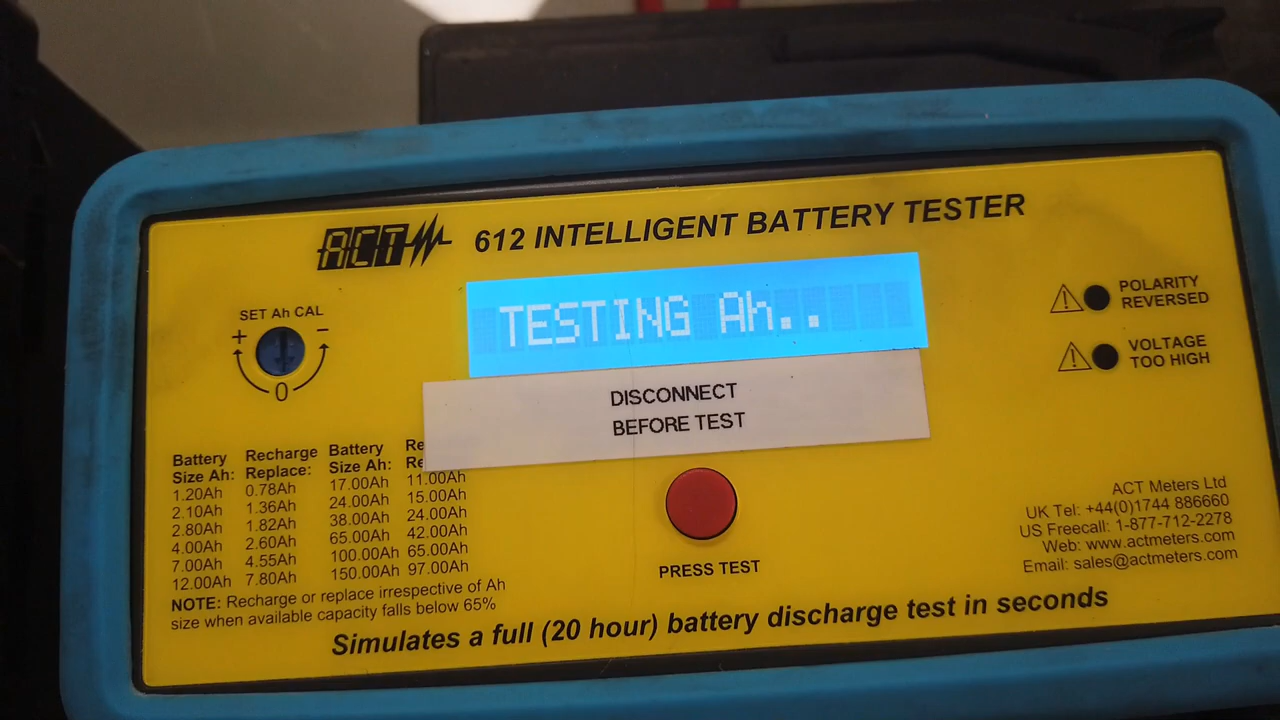 ACT
612 INTELLIGENT BATTERY TESTER
TESTING Ah..
SET Ah CAL
+ −
0
POLARITY
REVERSED
VOLTAGE
TOO HIGH
DISCONNECT
BEFORE TEST
Battery Recharge Battery
Size Ah: Replace: Size Ah:
1.20Ah 0.78Ah 17.00Ah 11.00Ah
2.10Ah 1.36Ah 24.00Ah 15.00Ah
2.80Ah 1.82Ah 38.00Ah 24.00Ah
4.00Ah 2.60Ah 65.00Ah 42.00Ah
7.00Ah 4.55Ah 100.00Ah 65.00Ah
12.00Ah 7.80Ah 150.00Ah 97.00Ah
NOTE: Recharge or replace irrespective of Ah
size when available capacity falls below 65%
PRESS TEST
ACT Meters Ltd
UK Tel: +44(0)1744 886660
US Freecall: 1-877-712-2278
Web: www.actmeters.com
Email: sales@actmeters.com
Simulates a full (20 hour) battery discharge test in seconds